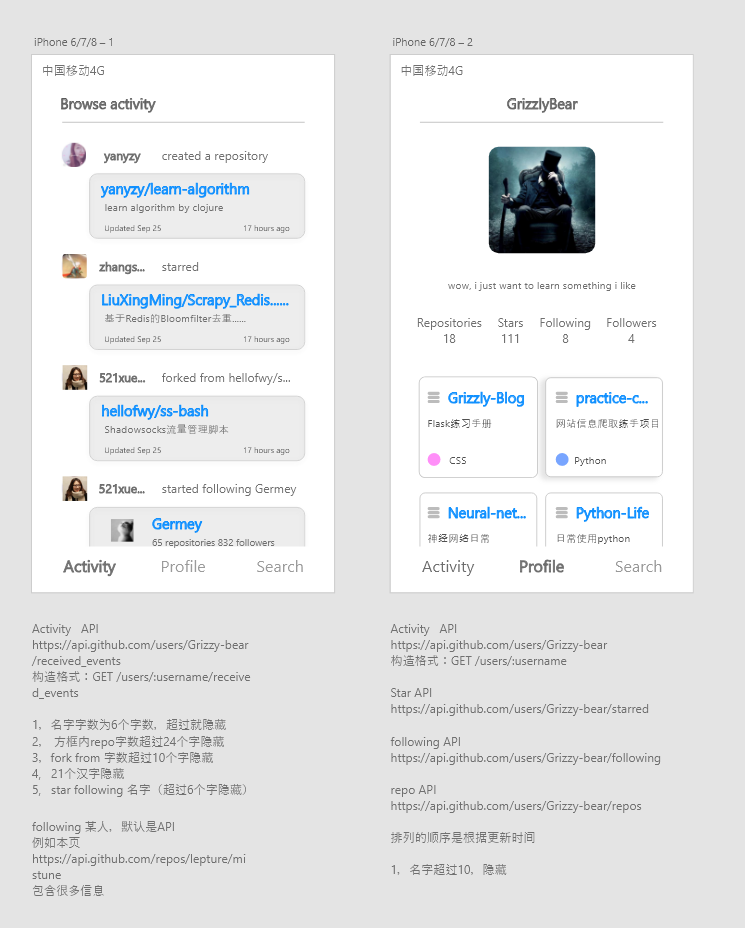 iPhone 6/7/8 – 1
中国移动4G
Browse activity
yanyzy created a repository
yanyzy/learn-algorithm
learn algorithm by clojure
Updated Sep 25 17 hours ago
zhangs... starred
LiuXingMing/Scrapy_Redis......
基于Redis的Bloomfilter去重......
Updated Sep 25 17 hours ago
521xue... forked from hellofwy/s...
hellofwy/ss-bash
Shadowsocks流量管理脚本
Updated Sep 25 17 hours ago
521xue... started following Germey
Germey
65 repositories 832 followers
Activity Profile Search
Activity API
https://api.github.com/users/Grizzy-bear
/received_events
构造格式：GET /users/:username/receive
d_events
1，名字字数为6个字数，超过就隐藏
2， 方框内repo字数超过24个字隐藏
3，fork from 字数超过10个字隐藏
4，21个汉字隐藏
5，star following 名字（超过6个字隐藏）
following 某人，默认是API
例如本页
https://api.github.com/repos/lepture/mi
stune
包含很多信息
iPhone 6/7/8 – 2
中国移动4G
GrizzlyBear
wow, i just want to learn something i like
Repositories Stars Following Followers
18 111 8 4
Grizzly-Blog practice-c...
Flask练习手册 网站信息爬取练手项目
CSS Python
Neural-net... Python-Life
神经网络日常 日常使用python
Activity Profile Search
Activity API
https://api.github.com/users/Grizzy-bear
构造格式：GET /users/:username
Star API
https://api.github.com/users/Grizzy-bear/starred
following API
https://api.github.com/users/Grizzy-bear/following
repo API
https://api.github.com/users/Grizzy-bear/repos
排列的顺序是根据更新时间
1，名字超过10，隐藏